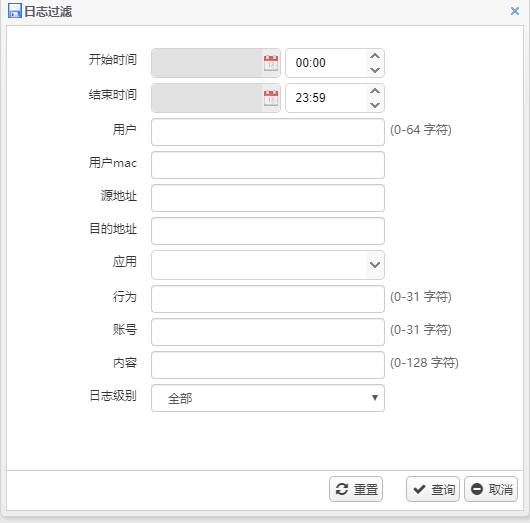 日志过滤
开始时间 00:00
结束时间 23:59
用户 (0-64 字符)
用户mac
源地址
目的地址
应用
行为 (0-31 字符)
账号 (0-31 字符)
内容 (0-128 字符)
日志级别 全部
重置 查询 取消